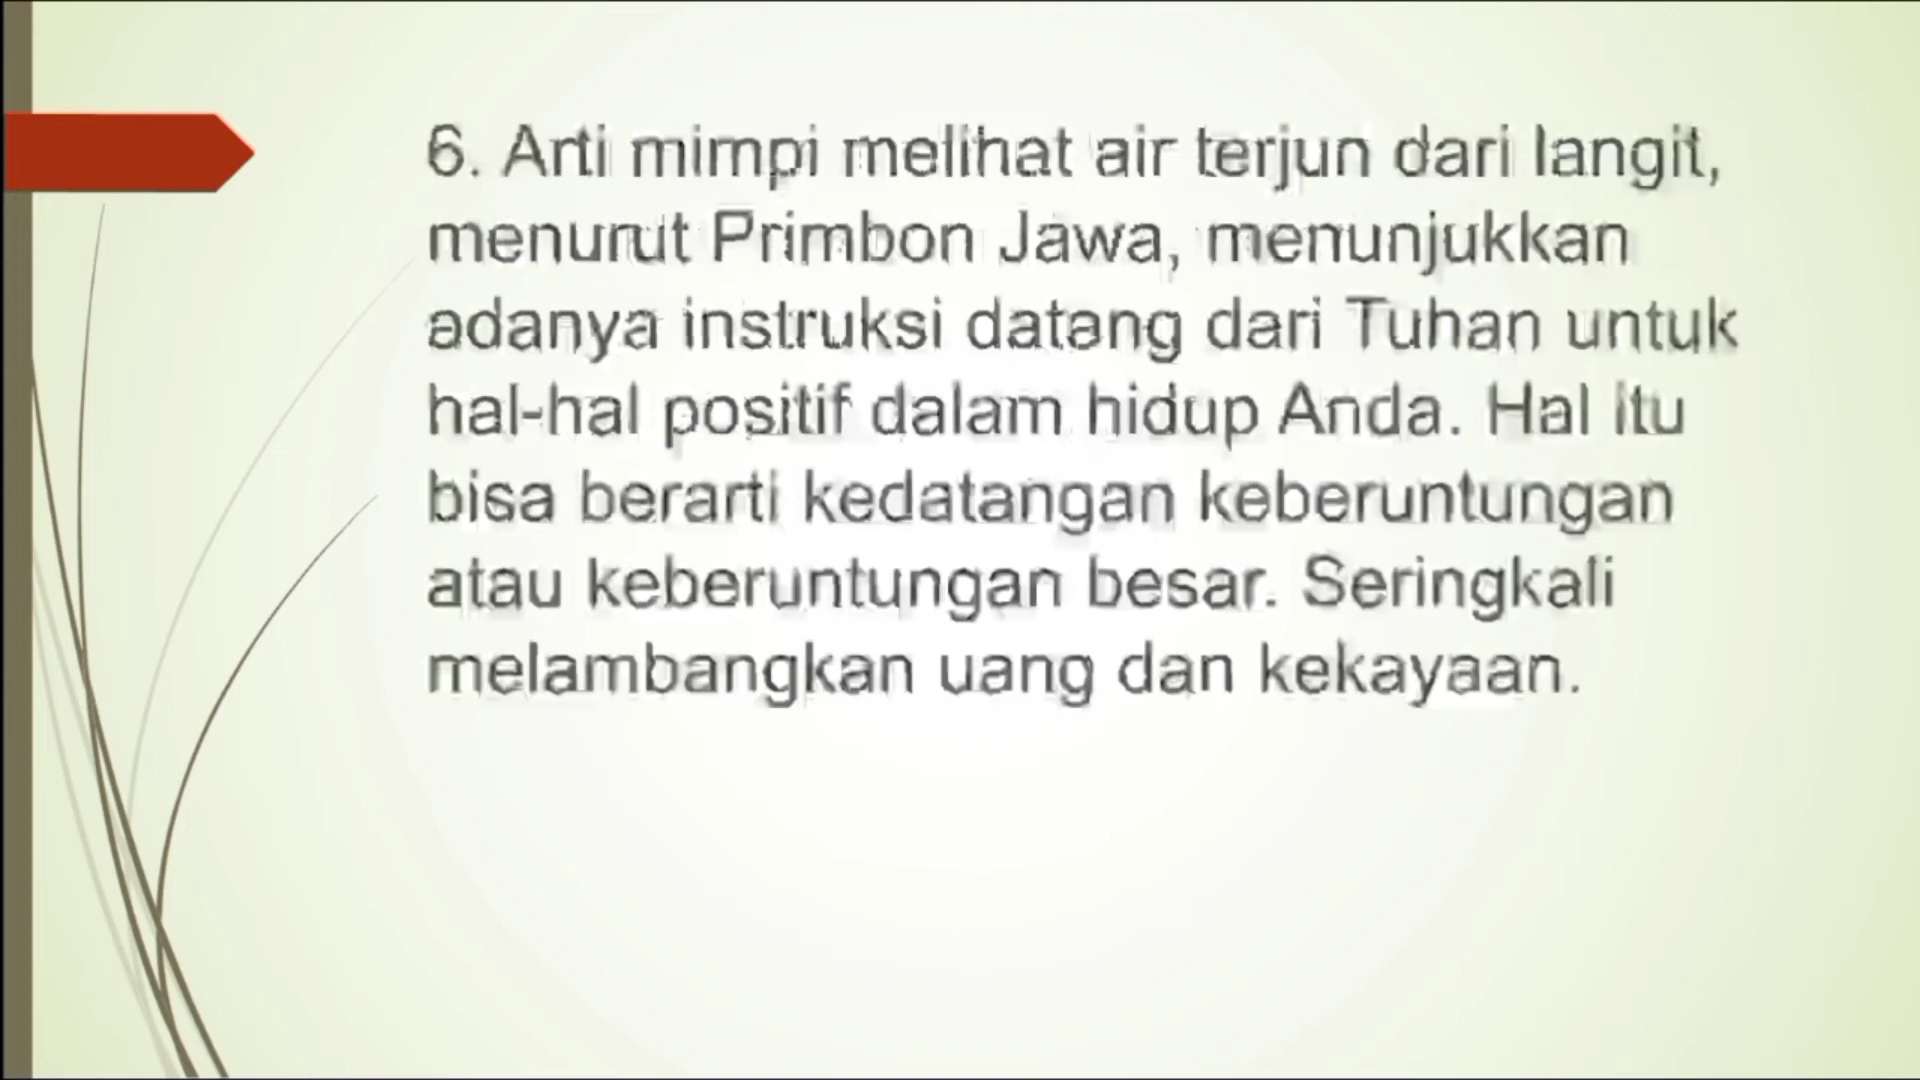 6. Arti mimpi melihat air terjun dari langit,
menurut Primbon Jawa, menunjukkan
adanya instruksi datang dari Tuhan untuk
hal-hal positif dalam hidup Anda. Hal itu
bisa berarti kedatangan keberuntungan
atau keberuntungan besar. Seringkali
melambangkan uang dan kekayaan.